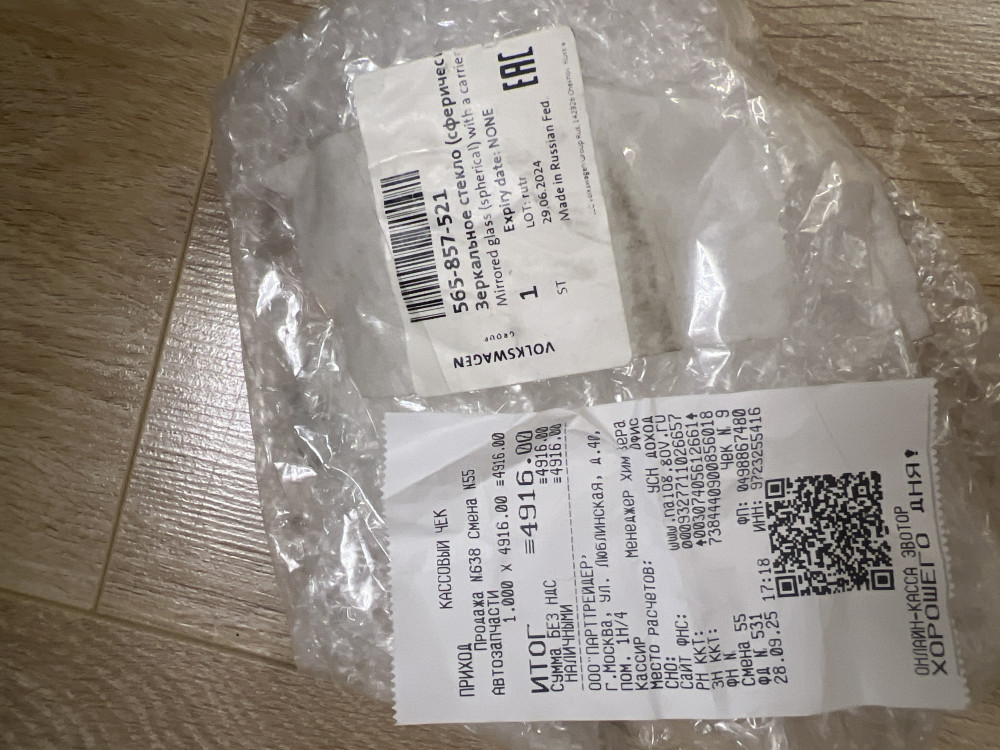 565-857-521
Зеркальное стекло (сферичес
Mirrored glass (spherical) with a carrier
Expiry date: NONE
1
LOT: rutr
ST
29.06.2024
Made in Russian Fed.
EAC
VOLKSWAGEN
GROUP
КАССОВЫЙ ЧЕК
ПРИХОД
Продажа N638 Смена N55
АВТОЗАПЧАСТИ
1.000 X 4916.00 ≡4916.00
ИТОГ ≡4916.00
Сумма БЕЗ НДС ≡4916.00
НАЛИЧНЫМИ ≡4916.00
ООО"ПАРТТРЕЙДЕР,
Г.МОСКВА, УЛ. ЛЮБЛИНСКАЯ, Д.40,
ПОМ. 1Н/4
Кассир Менеджер ХИМ
Место расчетов: Офис
СНО: УСН ДОХОД
Сайт ФНС: www.nalog.gov.ru
РН ККТ: 0009327711026657
ЗН ККТ: 00307405612661
ФН N 7384440900856018
Смена 55 Чек N 9
ФД N 531 ФП: 0498867480
28.09.25 17:18 ИНН: 9723255416
ОНЛАЙН-КАССА ЭВОТОР
ХОРОШЕГО ДНЯ!